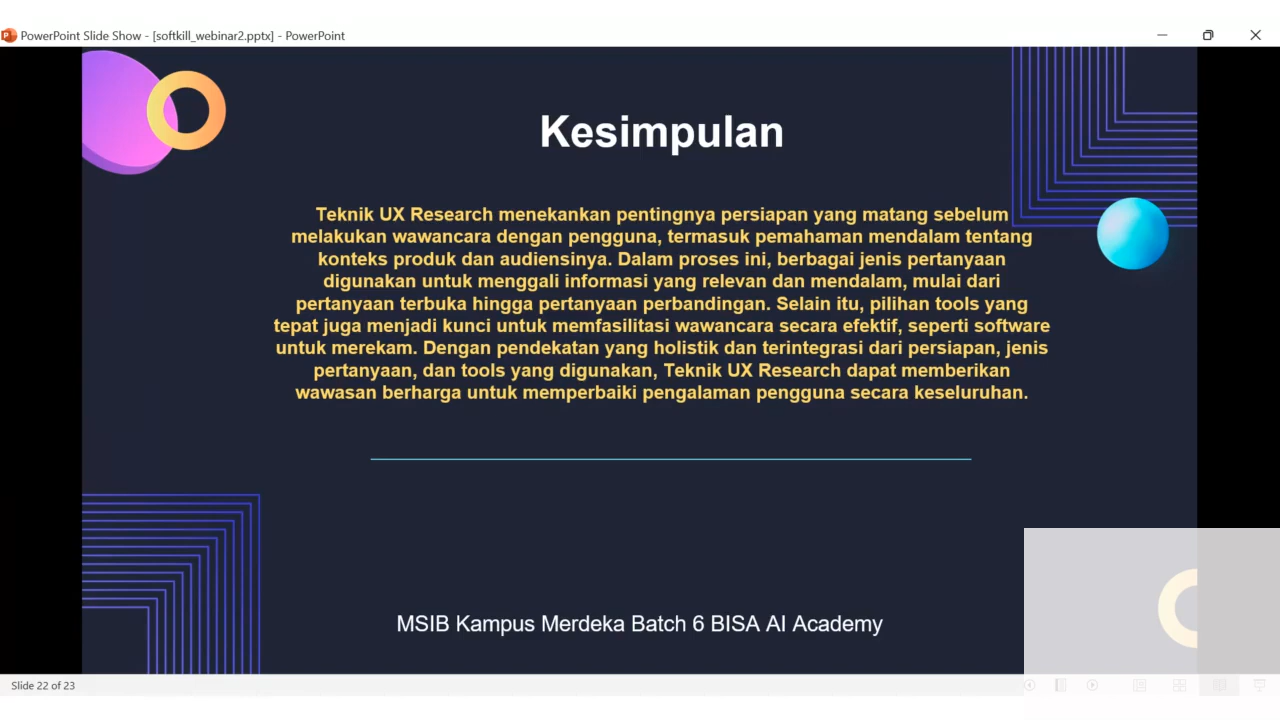 PowerPoint Slide Show - [softkill_webinar2.pptx] - PowerPoint
Kesimpulan
Teknik UX Research menekankan pentingnya persiapan yang matang sebelum
melakukan wawancara dengan pengguna, termasuk pemahaman mendalam tentang
konteks produk dan audiensinya. Dalam proses ini, berbagai jenis pertanyaan
digunakan untuk menggali informasi yang relevan dan mendalam, mulai dari
pertanyaan terbuka hingga pertanyaan perbandingan. Selain itu, pilihan tools yang
tepat juga menjadi kunci untuk memfasilitasi wawancara secara efektif, seperti software
untuk merekam. Dengan pendekatan yang holistik dan terintegrasi dari persiapan, jenis
pertanyaan, dan tools yang digunakan, Teknik UX Research dapat memberikan
wawasan berharga untuk memperbaiki pengalaman pengguna secara keseluruhan.
MSIB Kampus Merdeka Batch 6 BISA AI Academy
Slide 22 of 23